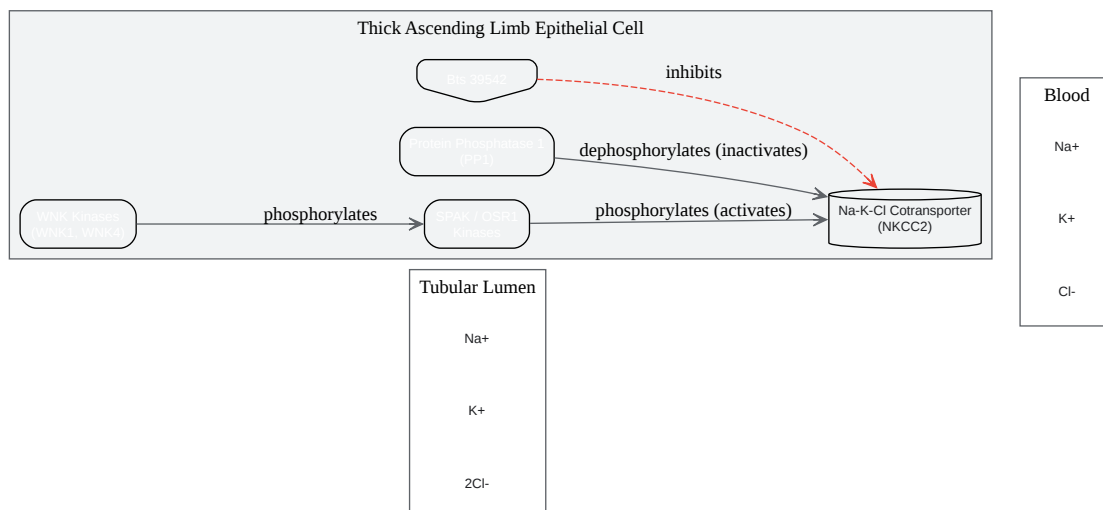 Thick Ascending Limb Epithelial Cell
Bts 39542
inhibits
Protein Phosphatase 1
(PP1)
dephosphorylates (inactivates)
WNK Kinases
(WNK1, WNK4)
phosphorylates
SPAK / OSR1
Kinases
phosphorylates (activates)
Na-K-Cl Cotransporter
(NKCC2)
Blood
Na+
K+
Cl-
Tubular Lumen
Na+
K+
2Cl-